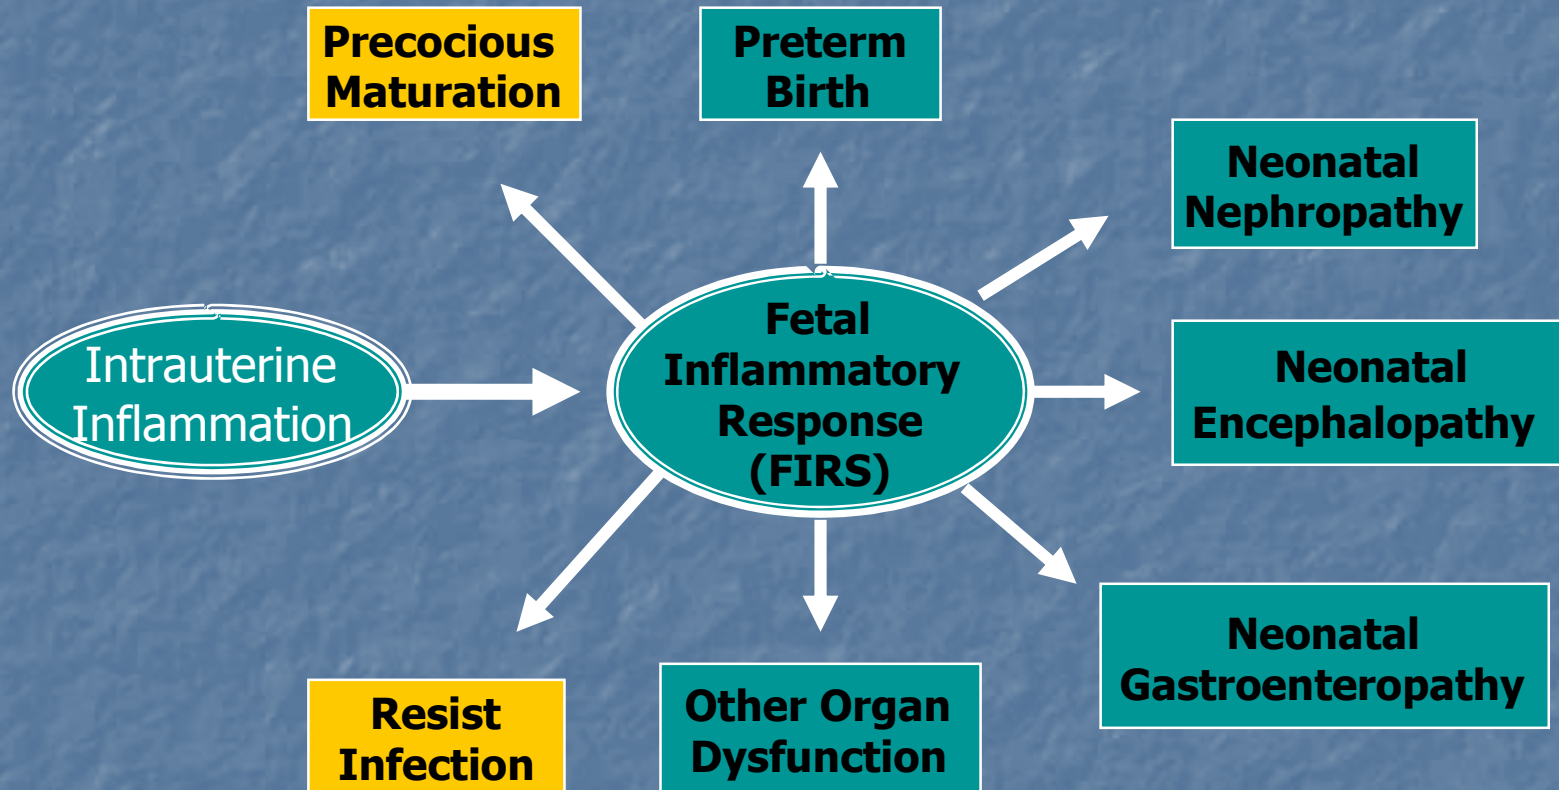 Precocious
Maturation
Preterm
Birth
Neonatal
Nephropathy
Intrauterine
Inflammation
Fetal
Inflammatory
Response
(FIRS)
Neonatal
Encephalopathy
Neonatal
Gastroenteropathy
Resist
Infection
Other Organ
Dysfunction